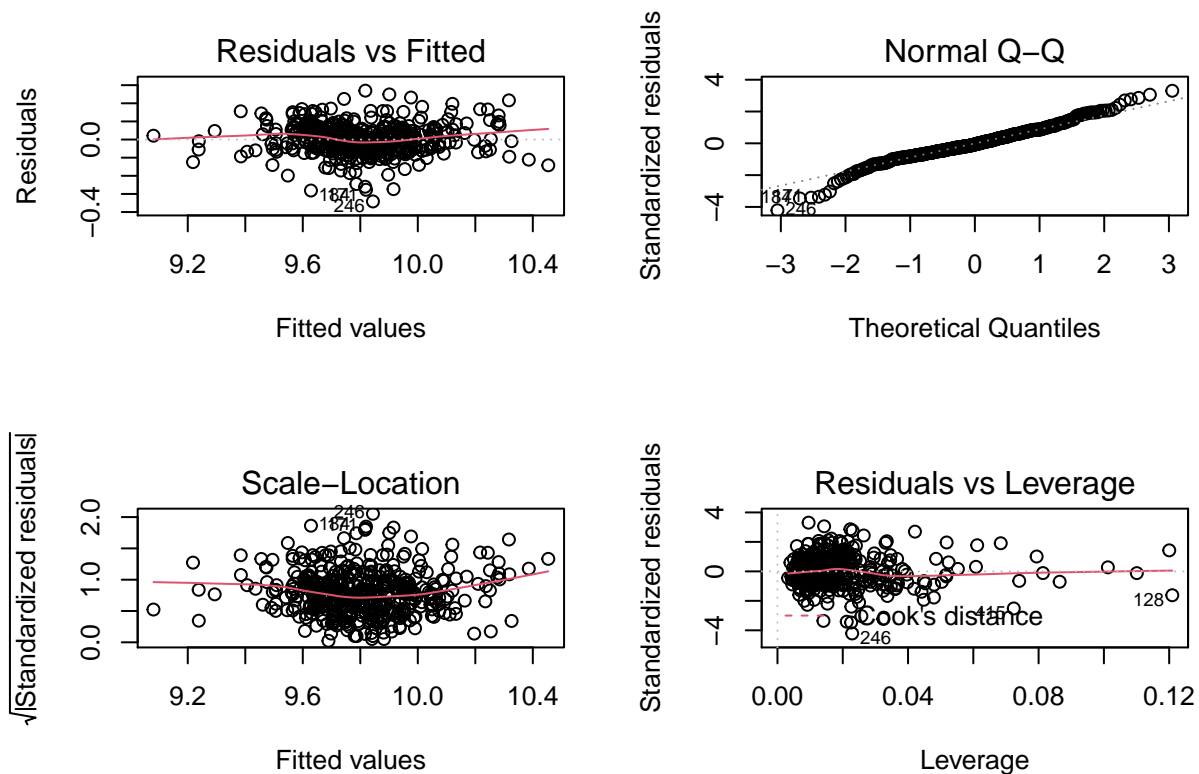 Residuals vs Fitted
Residuals
0.0
−0.4
246
9.2
9.6
10.0
10.4
Fitted values
Normal Q−Q
Standardized residuals
4
0
−4
246
−3
−2
−1
0
1
2
3
Theoretical Quantiles
Scale−Location
√|Standardized residuals|
2.0
1.0
0.0
246
9.2
9.6
10.0
10.4
Fitted values
Residuals vs Leverage
Standardized residuals
4
0
−4
Cook's distance
415
128
246
0.00
0.04
0.08
0.12
Leverage